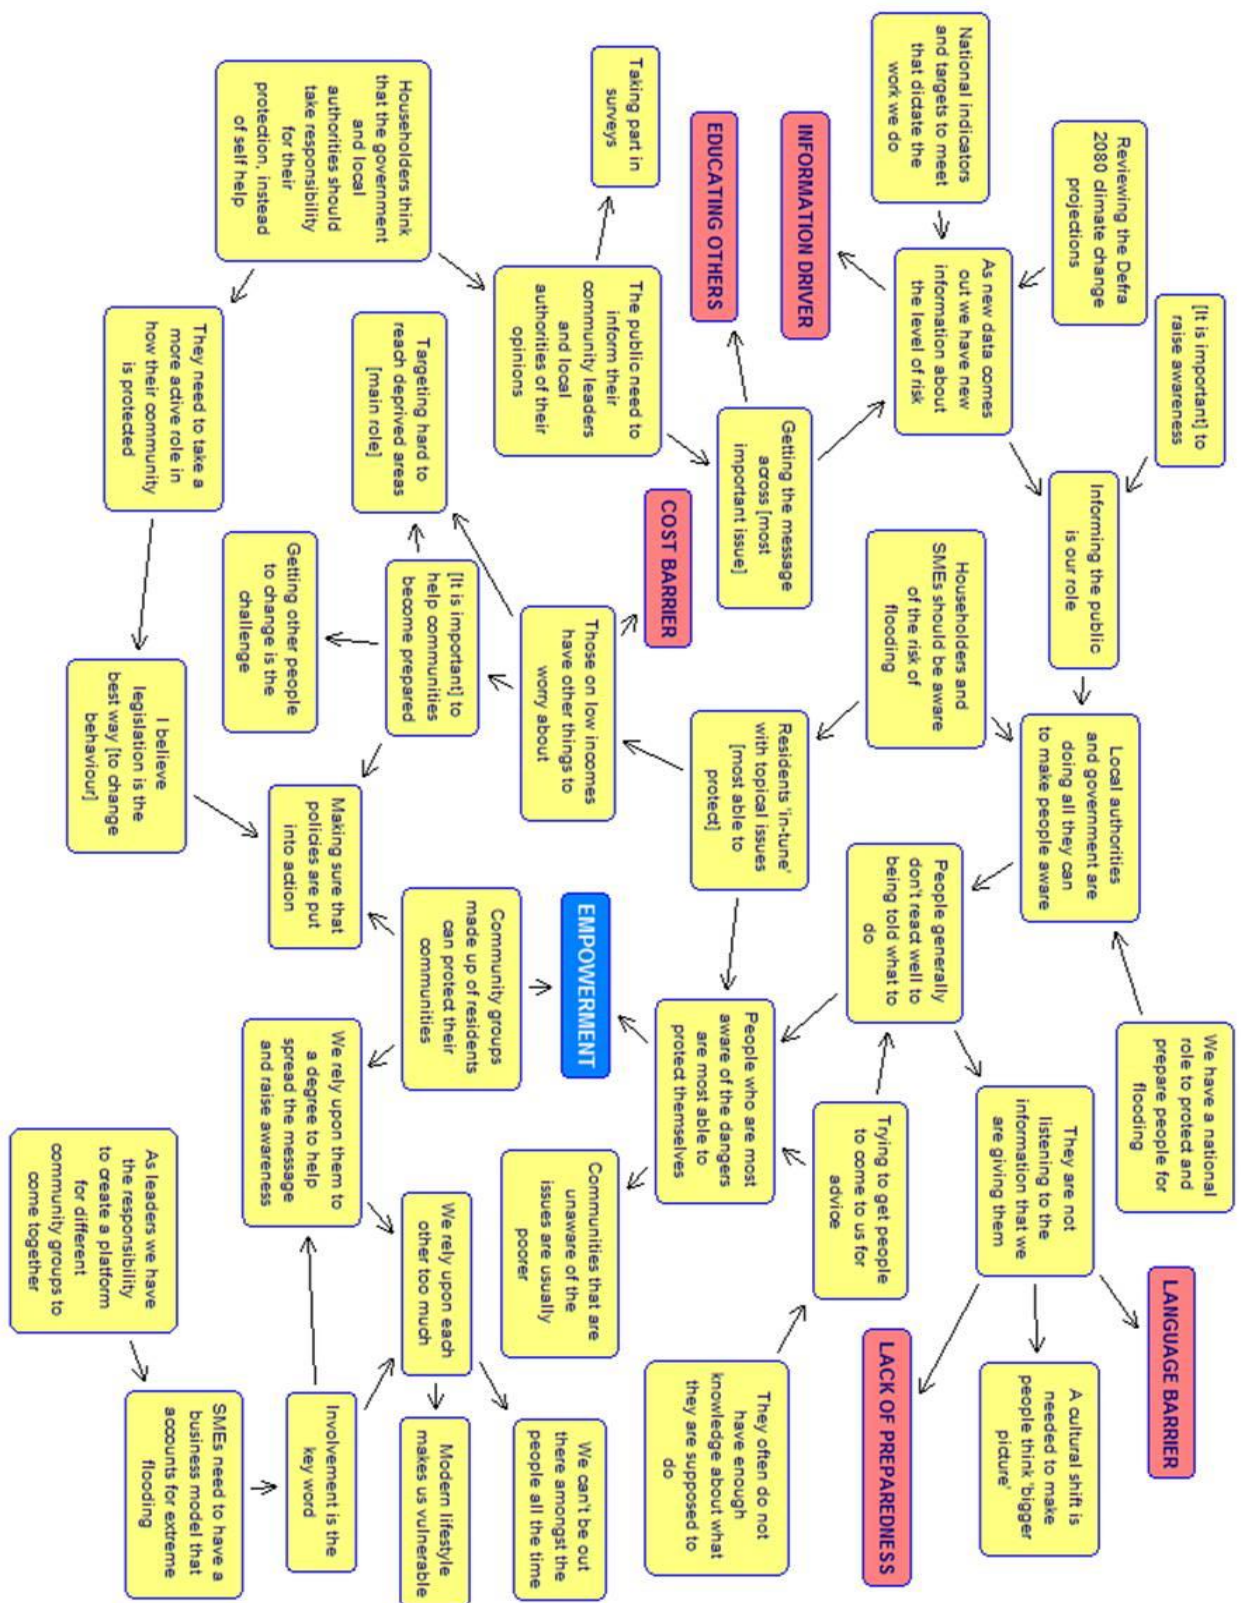 [It is important] to
raise awareness
We have a national
role to protect and
prepare people for
flooding
LANGUAGE BARRIER
Reviewing the Defra
2080 climate change
projections
Informing the public
is our role
Local authorities
and government are
doing all they can
to make people aware
They are not
listening to the
information that we
are giving them
A cultural shift is
needed to make
people think 'bigger
picture'
National indicators
and targets to meet
that dictate the
work we do
As new data comes
out we have new
information about
the level of risk
Householders and
SMEs should be aware
of the risk of
flooding
People generally
don't react well to
being told what to
do
Trying to get people
to come to us for
advice
LACK OF PREPAREDNESS
INFORMATION DRIVER
EDUCATING OTHERS
Getting the message
across [most
important issue]
Residents 'in-tune'
with topical issues
[most able to
protect]
People who are most
aware of the dangers
are most able to
protect themselves
They often do not
have enough
knowledge about what
they are supposed to
do
Taking part in
surveys
The public need to
inform their
community leaders
and local
authorities of their
opinions
COST BARRIER
Those on low incomes
have other things to
worry about
EMPOWERMENT
Communities that are
unaware of the
issues are usually
poorer
We can't be out
there amongst the
people all the time
Householders think
that the government
and local
authorities should
take responsibility
for their
protection, instead
of self help
Targeting hard to
reach deprived areas
[main role]
[It is important] to
help communities
become prepared
Community groups
made up of residents
can protect their
communities
We rely upon each
other too much
Modern lifestyle
makes us vulnerable
Getting other people
to change is the
challenge
Making sure that
policies are put
into action
We rely upon them to
a degree to help
spread the message
and raise awareness
Involvement is the
key word
They need to take a
more active role in
how their community
is protected
I believe
legislation is the
best way [to change
behaviour]
As leaders we have
the responsibility
to create a platform
for different
community groups to
come together
SMEs need to have a
business model that
accounts for extreme
flooding